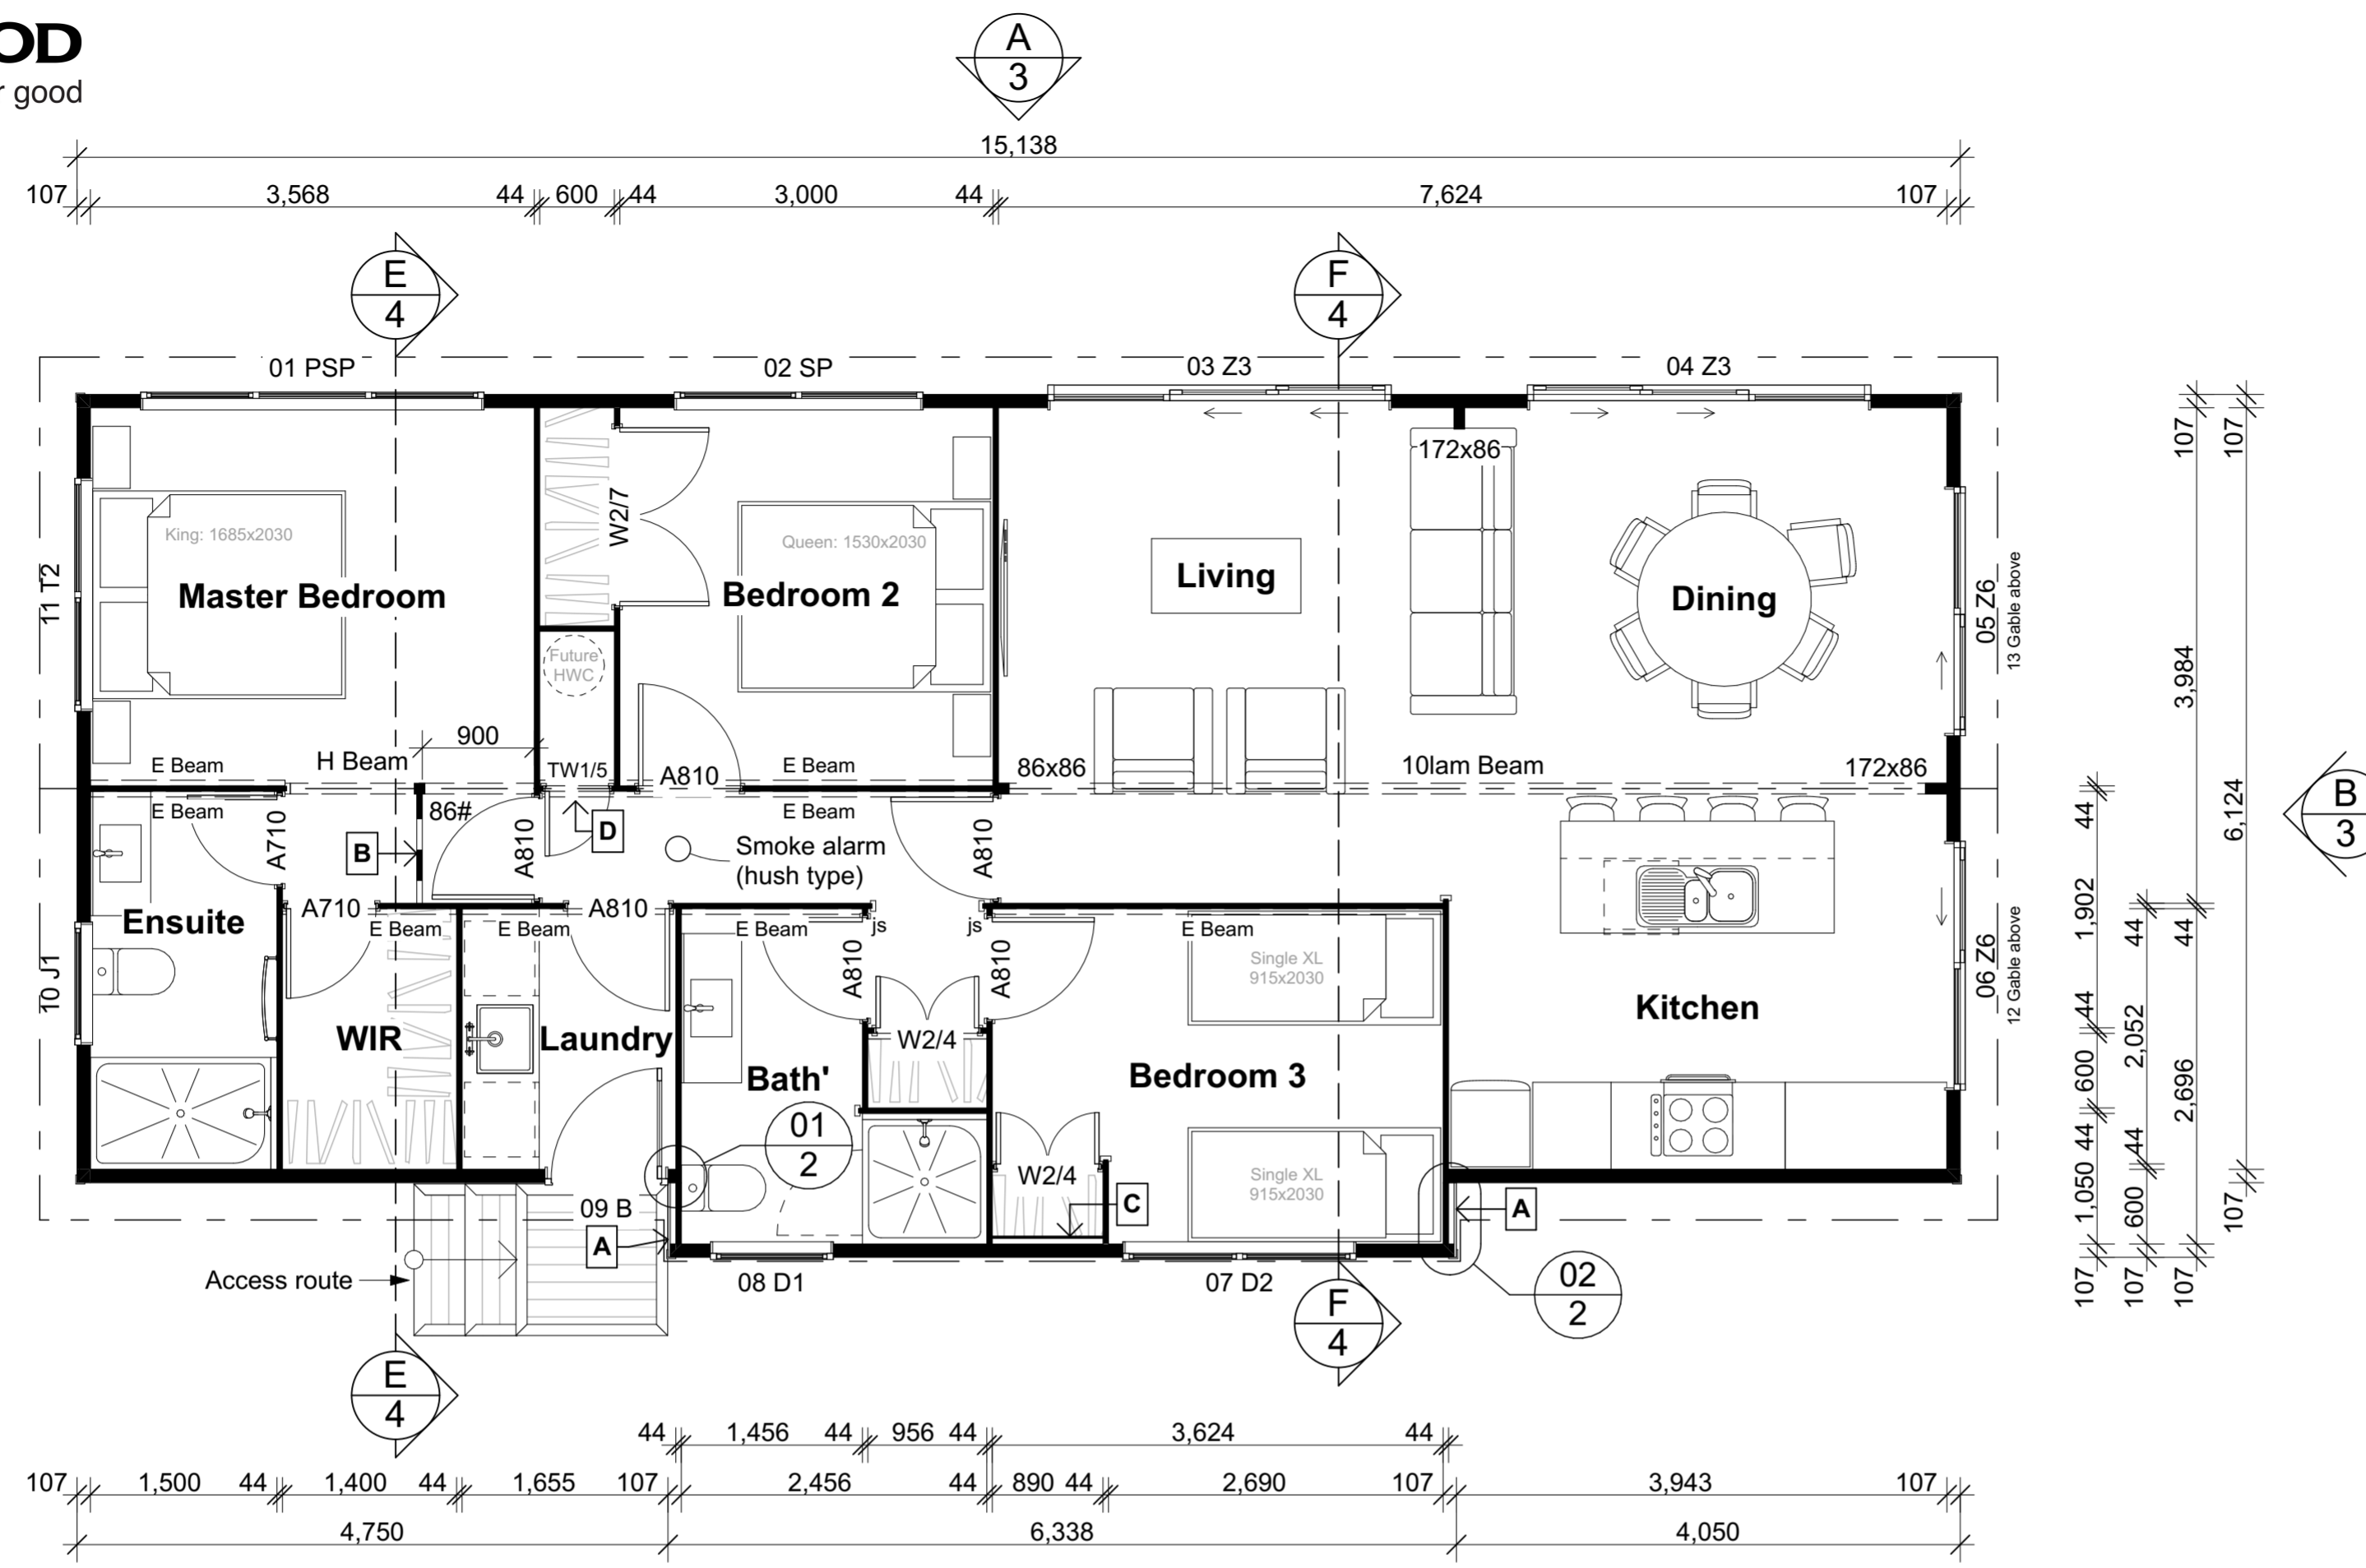 OD
r good
A
3
15,138
107 3,568 44 600 44 3,000 44 7,624 107
E
4
F
4
01 PSP
02 SP
03 Z3
04 Z3
172x86
King: 1685x2030
Queen: 1530x2030
W2/7
11 T2
Master Bedroom
Bedroom 2
Living
Dining
05 Z6
13 Gable above
Future
HWC
900
E Beam
H Beam
TW1/5
A810
E Beam
86x86
10lam Beam
172x86
E Beam
86#
E Beam
A710
B
A810
D
Smoke alarm
(hush type)
A810
A710
A810
E Beam
E Beam
E Beam
js
js
E Beam
Ensuite
A810
A810
Single XL
915x2030
10 J1
WIR
Laundry
W2/4
Kitchen
06 Z6
12 Gable above
Bath'
Bedroom 3
01
2
W2/4
C
Single XL
915x2030
09 B
A
A
Access route
08 D1
07 D2
02
2
E
4
F
4
107
107
3,984
44
6,124
1,902
44
44
44
2,052
600
2,696
44
44
1,050
600
107
107
107
107
B
3
44 1,456 44 956 44 3,624 44
107 1,500 44 1,400 44 1,655 107 2,456 44 890 44 2,690 107 3,943 107
4,750 6,338 4,050